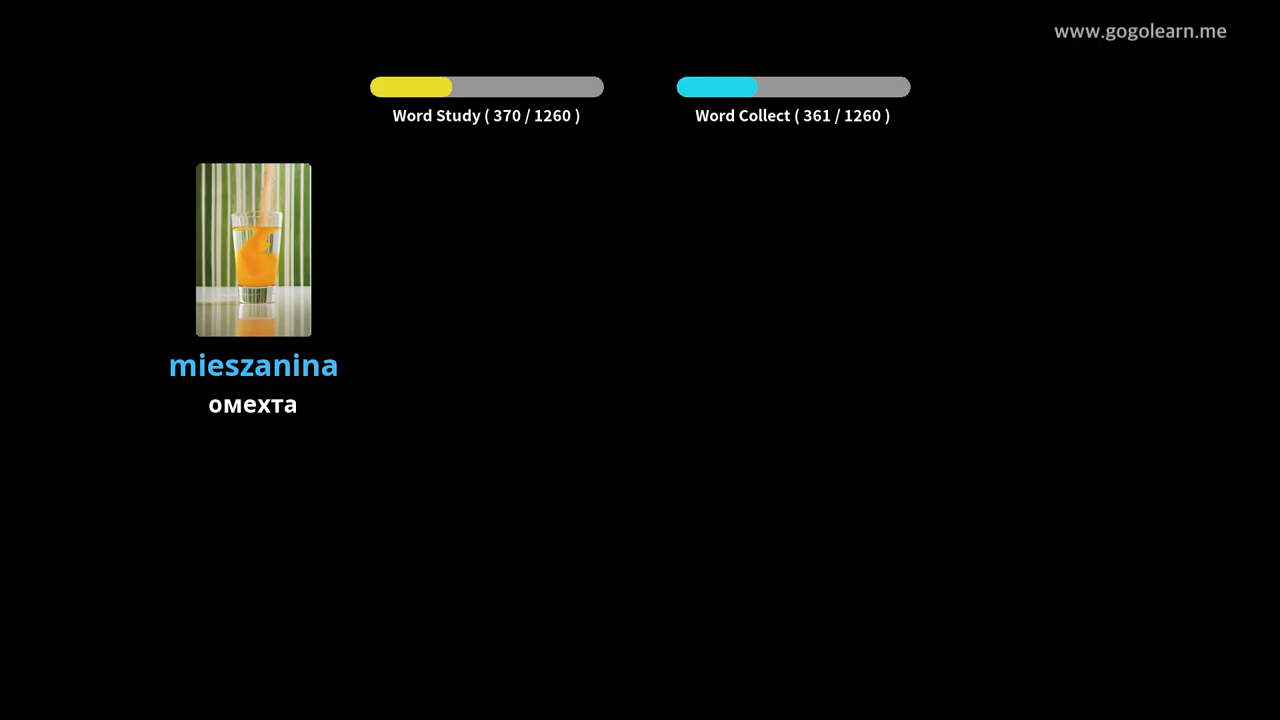 www.gogolearn.me
Word Study ( 370 / 1260 )
Word Collect ( 361 / 1260 )
mieszanina
омехта